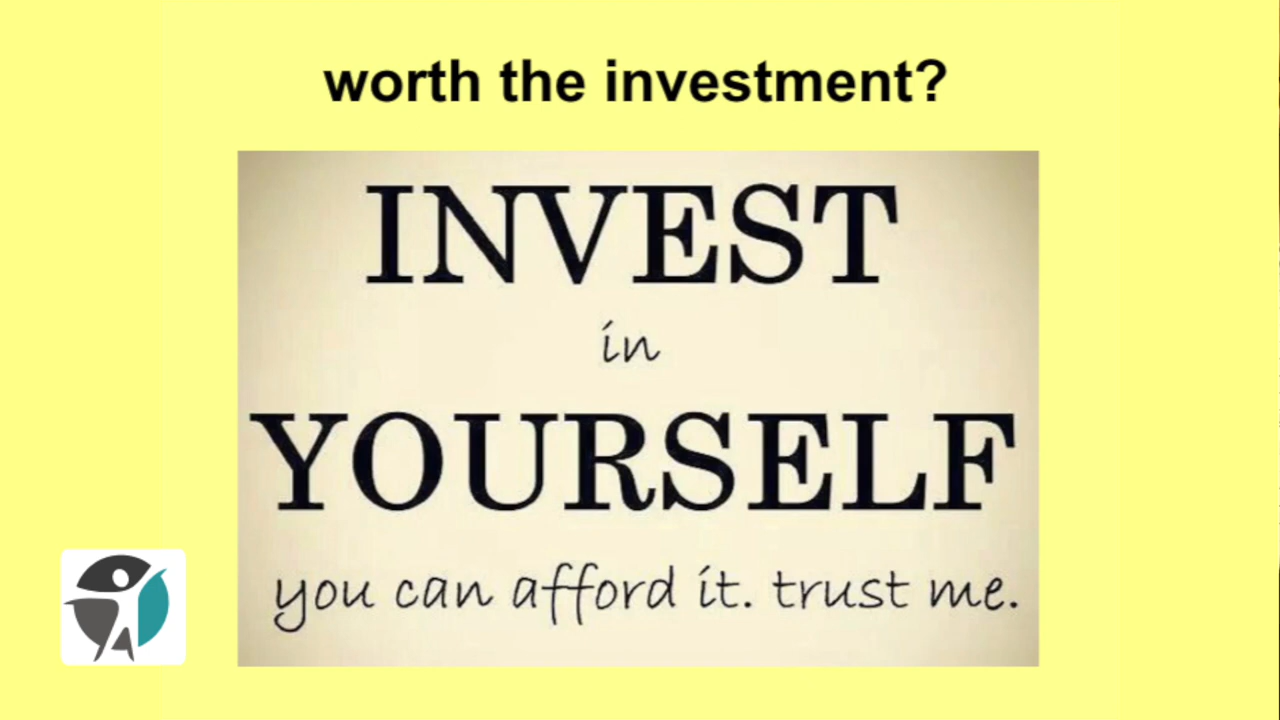 worth the investment?
INVEST
in
YOURSELF
you can afford it. trust me.